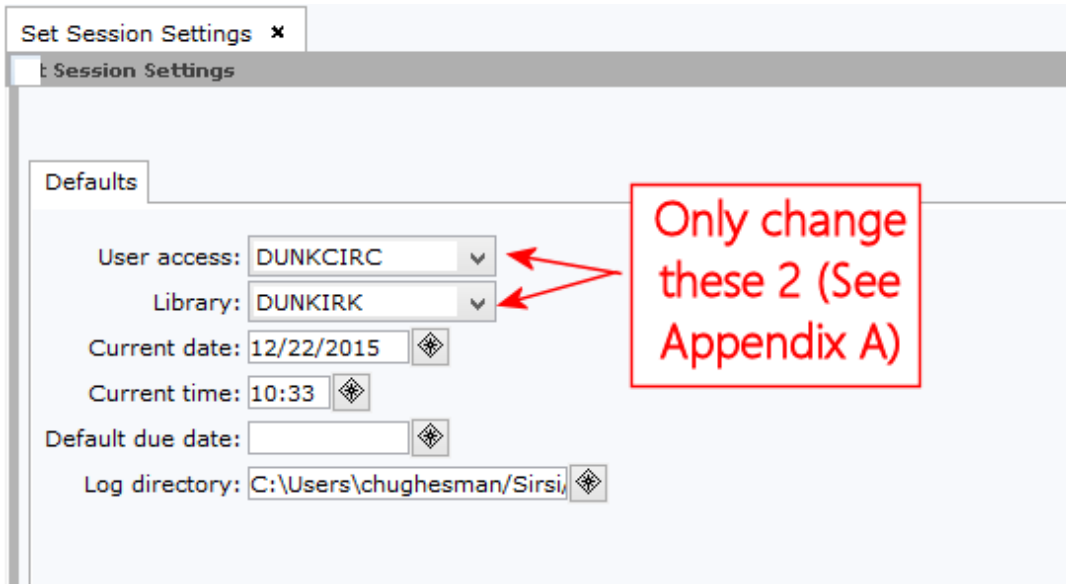 Set Session Settings ×
t Session Settings
Defaults
User access: DUNKCIRC
Library: DUNKIRK
Current date: 12/22/2015
Current time: 10:33
Default due date:
Log directory: C:\Users\chughesman/Sirsi/
Only change
these 2 (See
Appendix A)